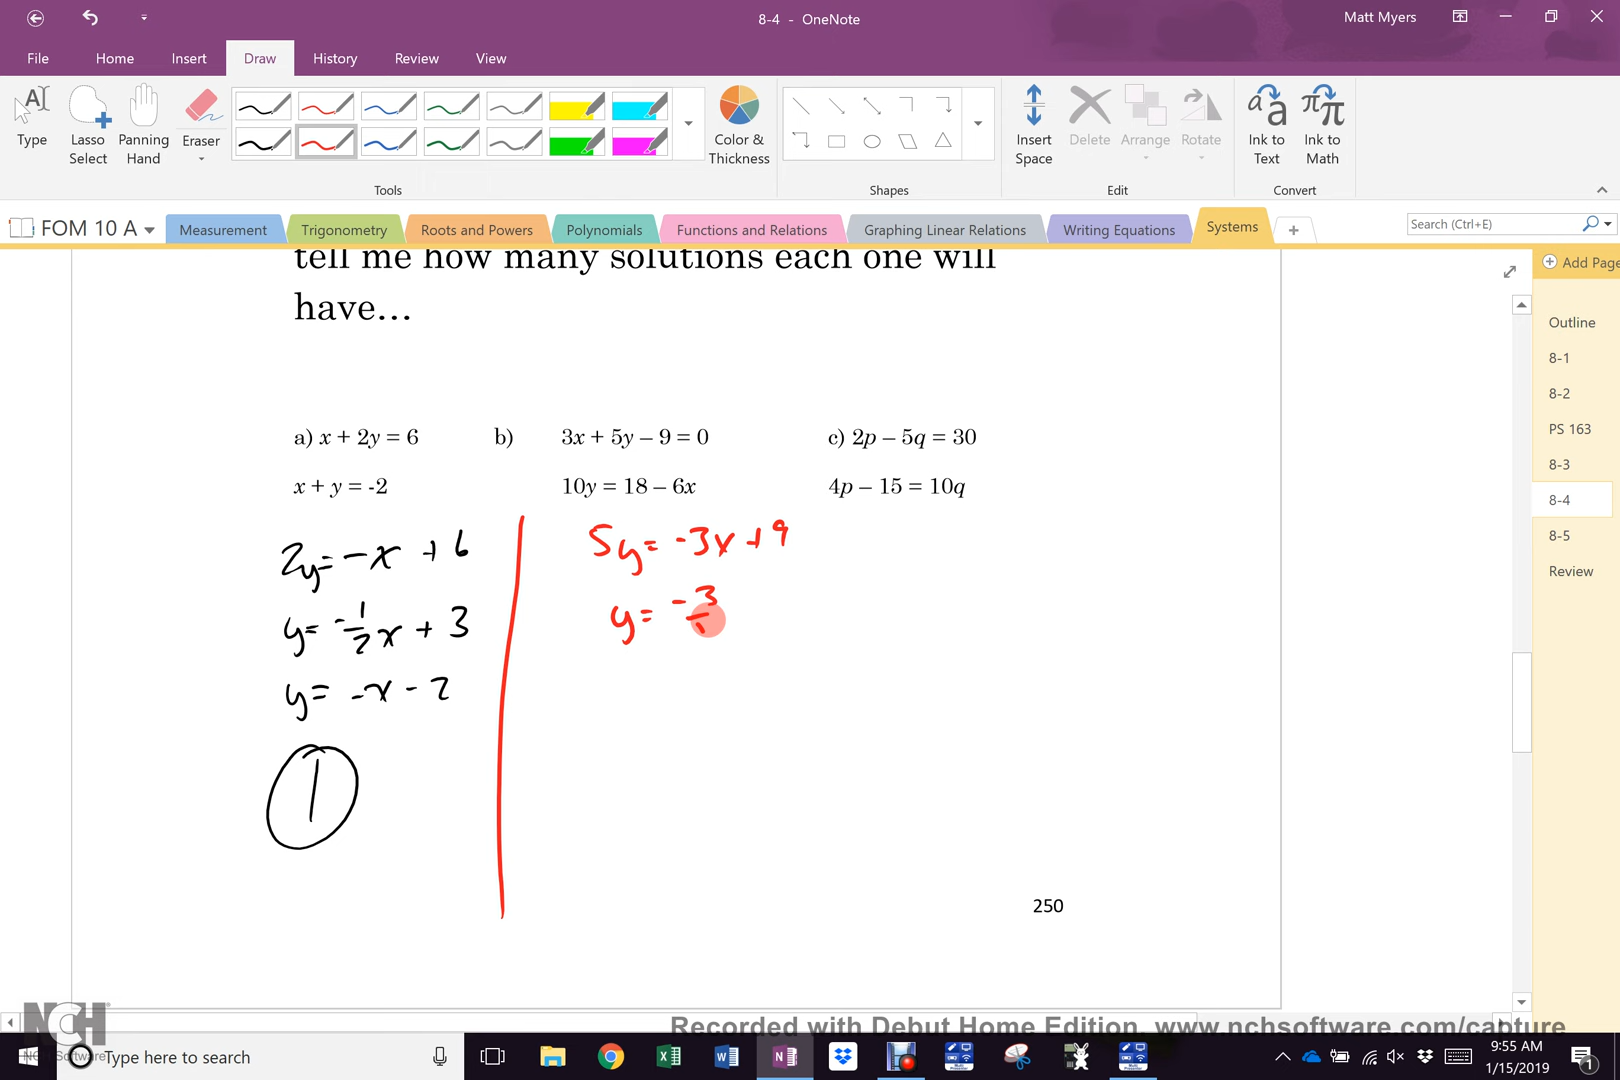 8-4 - OneNote
Matt Myers
File Home Insert Draw History Review View
Type
Lasso Select
Panning Hand
Eraser
Color & Thickness
Insert Space
Delete
Arrange
Rotate
Ink to Text
Ink to Math
Tools
Shapes
Edit
Convert
FOM 10 A
Measurement Trigonometry Roots and Powers Polynomials Functions and Relations Graphing Linear Relations Writing Equations Systems
Search (Ctrl+E)
Add Page
Outline
8-1
8-2
PS 163
8-3
8-4
8-5
Review
tell me how many solutions each one will
have...
a) x + 2y = 6 b) 3x + 5y – 9 = 0 c) 2p – 5q = 30
x + y = -2 10y = 18 – 6x 4p – 15 = 10q
2y = -x + 6
y = -1/2 x + 3
y = -x - 2
1
5y = -3x + 9
y = -3
250
NCH
NCH Software
Recorded with Debut Home Edition. www.nchsoftware.com/capture
Type here to search
9:55 AM
1/15/2019
1